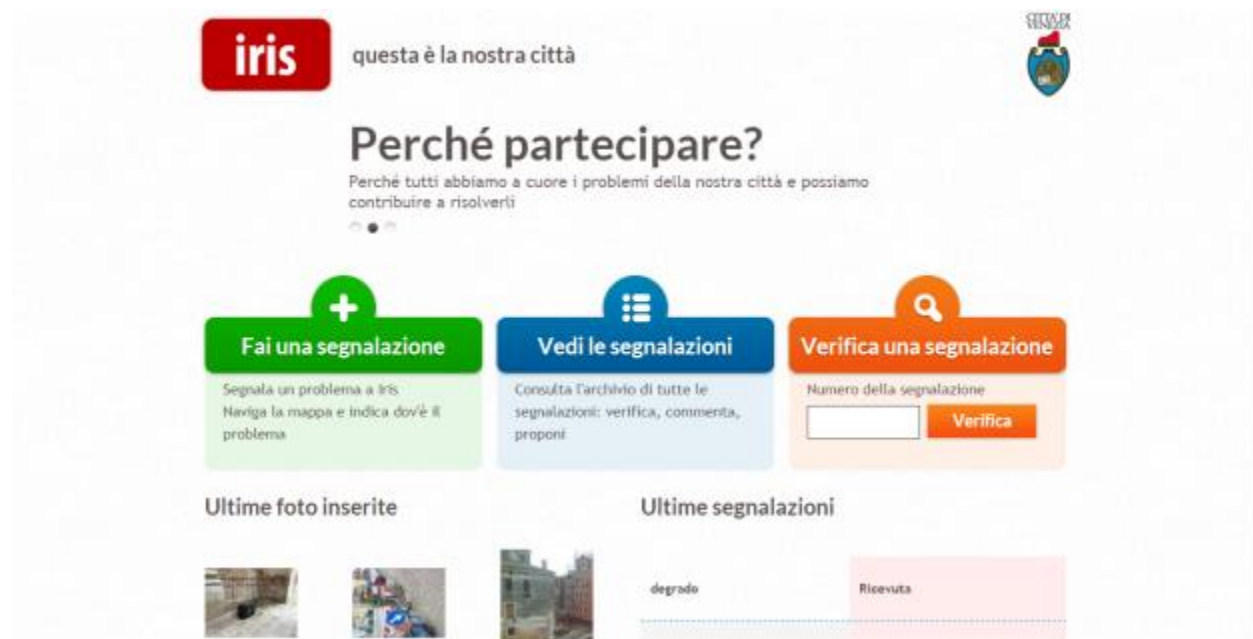 iris
questa è la nostra città
CITTA' DI
VENEZIA
Perché partecipare?
Perché tutti abbiamo a cuore i problemi della nostra città e possiamo
contribuire a risolverli
Fai una segnalazione
Segnala un problema a Iris
Naviga la mappa e indica dov'è il
problema
Vedi le segnalazioni
Consulta l'archivio di tutte le
segnalazioni: verifica, commenta,
proponi
Verifica una segnalazione
Numero della segnalazione
Verifica
Ultime foto inserite
Ultime segnalazioni
degrado
Ricevuta